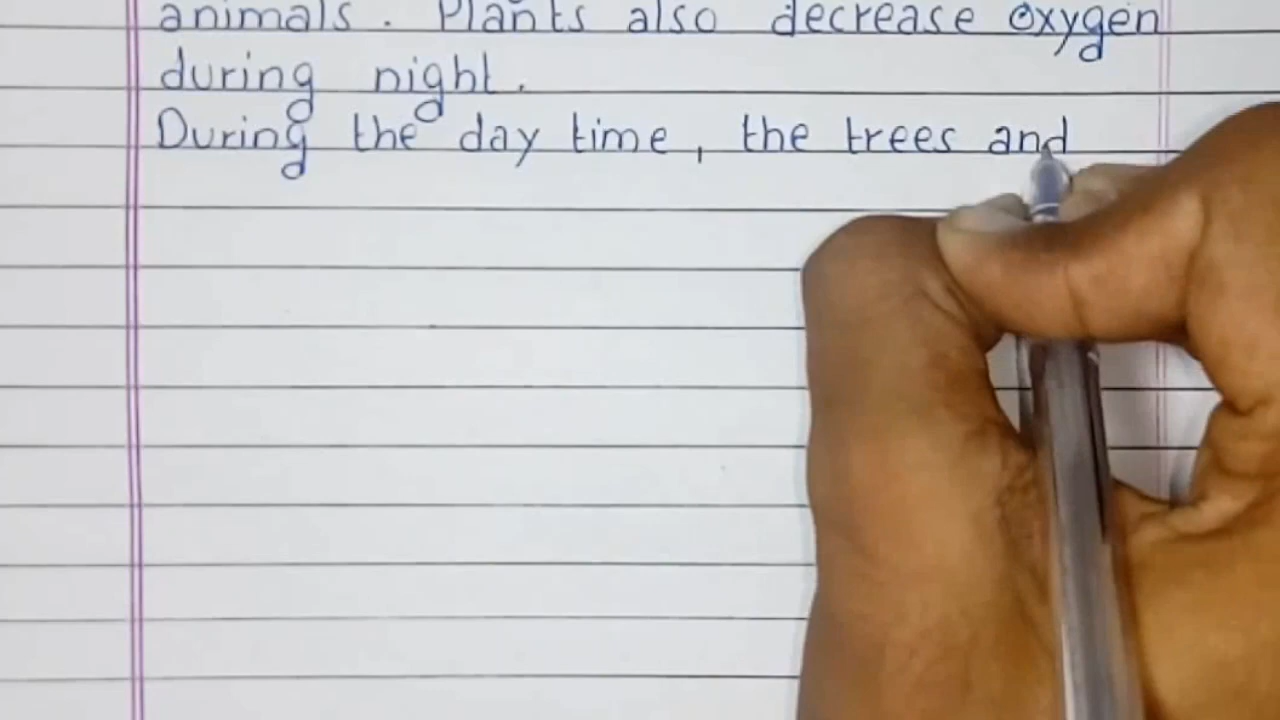 animals. Plants also decrease oxygen
during night.
During the day time, the trees and